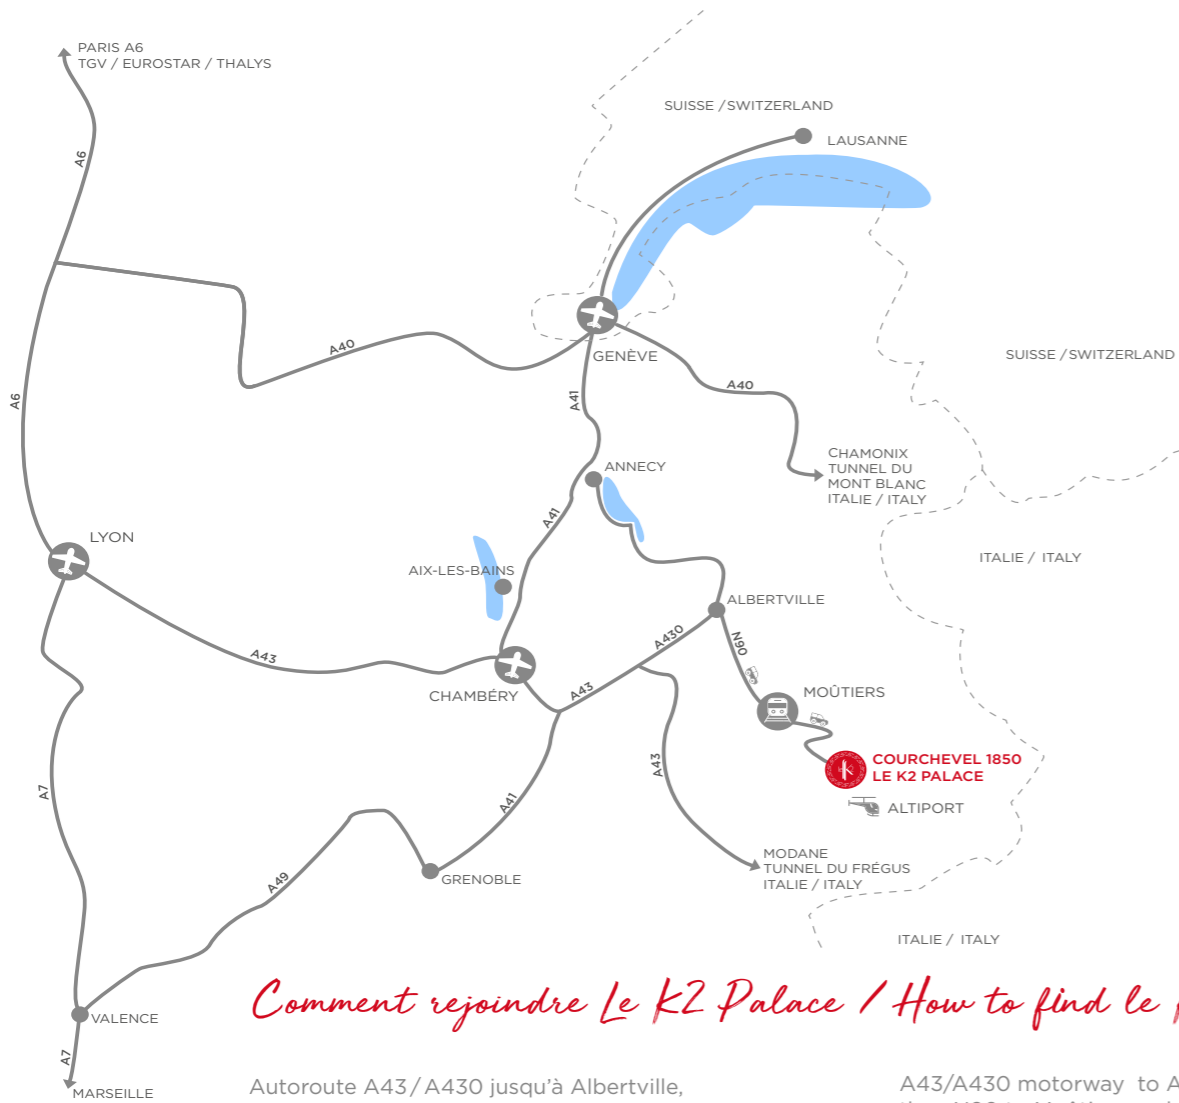 PARIS A6
TGV / EUROSTAR / THALYS
A6
SUISSE / SWITZERLAND
LAUSANNE
A6
A40
GENÈVE
SUISSE / SWITZERLAND
A41
A40
CHAMONIX
TUNNEL DU
MONT BLANC
ITALIE / ITALY
ANNECY
A41
LYON
AIX-LES-BAINS
ITALIE / ITALY
ALBERTVILLE
A43
A430
N90
CHAMBÉRY
A43
MOÛTIERS
COURCHEVEL 1850
LE K2 PALACE
ALTIPORT
A43
A7
A41
MODANE
TUNNEL DU FRÉGUS
ITALIE / ITALY
A49
GRENOBLE
ITALIE / ITALY
Comment rejoindre Le K2 Palace / How to find le
VALENCE
A7
MARSEILLE
Autoroute A43 / A430 jusqu'à Albertville,
A43/A430 motorway to